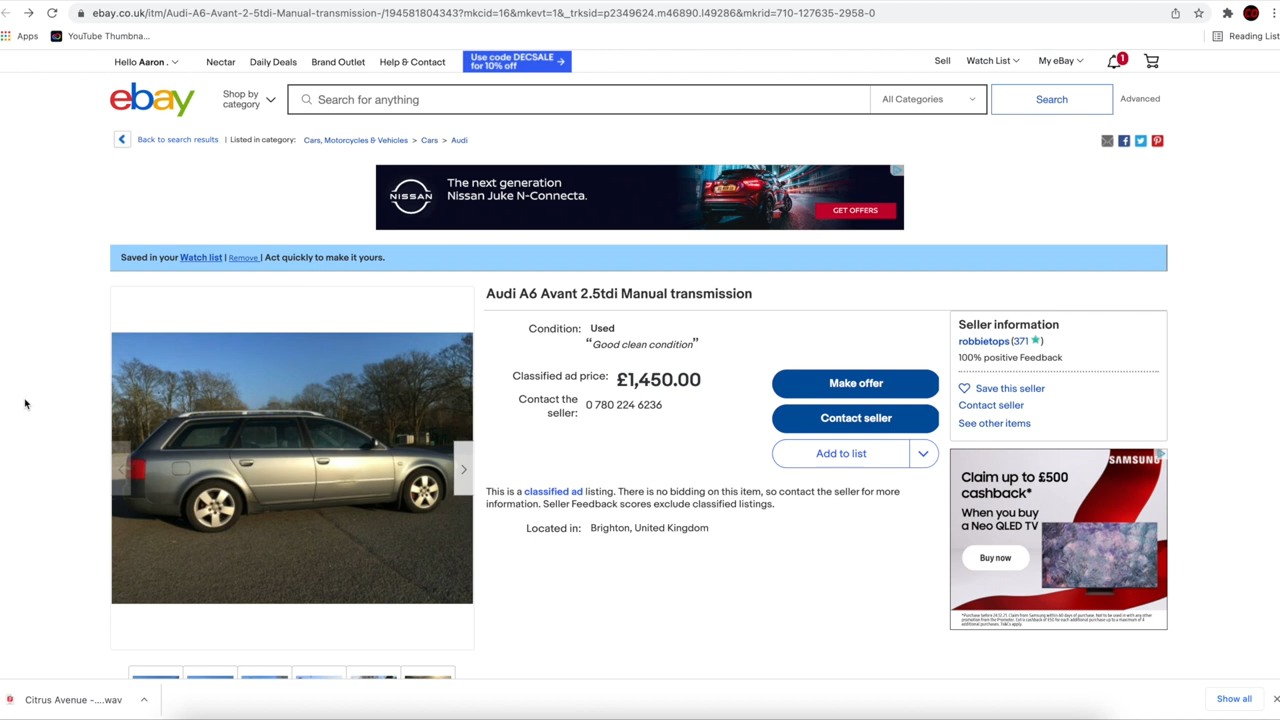 ebay.co.uk/itm/Audi-A6-Avant-2-5tdi-Manual-transmission-/194581804343?mkcid=16&mkevt=1&_trksid=p2349624.m46890.l49286&mkrid=710-127635-2958-0
Apps
YouTube Thumbna...
Reading List
Hello Aaron .
Nectar
Daily Deals
Brand Outlet
Help & Contact
Use code DECSALE
for 10% off
Sell
Watch List
My eBay
1
ebay
Shop by
category
Search for anything
All Categories
Search
Advanced
Back to search results | Listed in category: Cars, Motorcycles & Vehicles > Cars > Audi
NISSAN
The next generation
Nissan Juke N-Connecta.
GET OFFERS
Saved in your Watch list | Remove | Act quickly to make it yours.
Audi A6 Avant 2.5tdi Manual transmission
Condition: Used
“Good clean condition”
Classified ad price: £1,450.00
Contact the
seller:
0 780 224 6236
Make offer
Contact seller
Add to list
This is a classified ad listing. There is no bidding on this item, so contact the seller for more
information. Seller Feedback scores exclude classified listings.
Located in: Brighton, United Kingdom
Seller information
robbietops (371)
100% positive Feedback
Save this seller
Contact seller
See other items
SAMSUNG
Claim up to £500
cashback*
When you buy
a Neo QLED TV
Buy now
Citrus Avenue -....wav
Show all